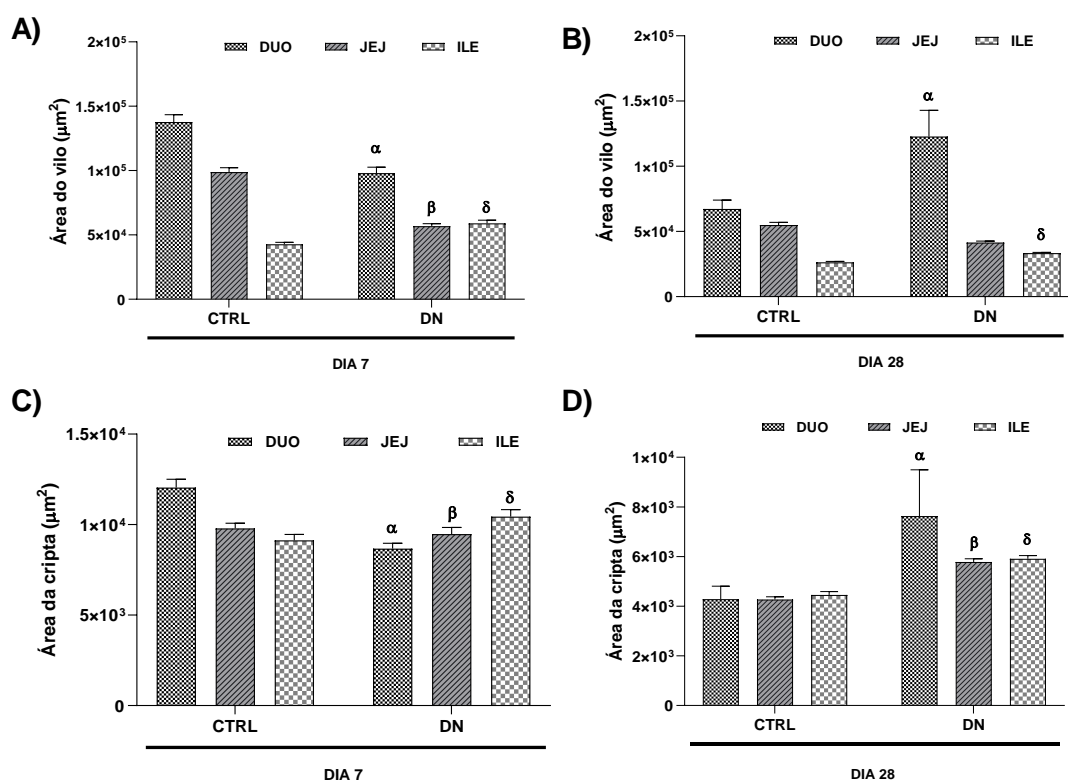 A)
DUO JEJ ILE
Área do vilo (μm²)
2×10⁵
1.5×10⁵
1×10⁵
5×10⁴
0
α
β
δ
CTRL DN
DIA 7
B)
DUO JEJ ILE
Área do vilo (μm²)
2×10⁵
1.5×10⁵
1×10⁵
5×10⁴
0
α
δ
CTRL DN
DIA 28
C)
DUO JEJ ILE
Área da cripta (μm²)
1.5×10⁴
1×10⁴
5×10³
0
α
β
δ
CTRL DN
DIA 7
D)
DUO JEJ ILE
Área da cripta (μm²)
1×10⁴
8×10³
6×10³
4×10³
2×10³
0
α
β
δ
CTRL DN
DIA 28